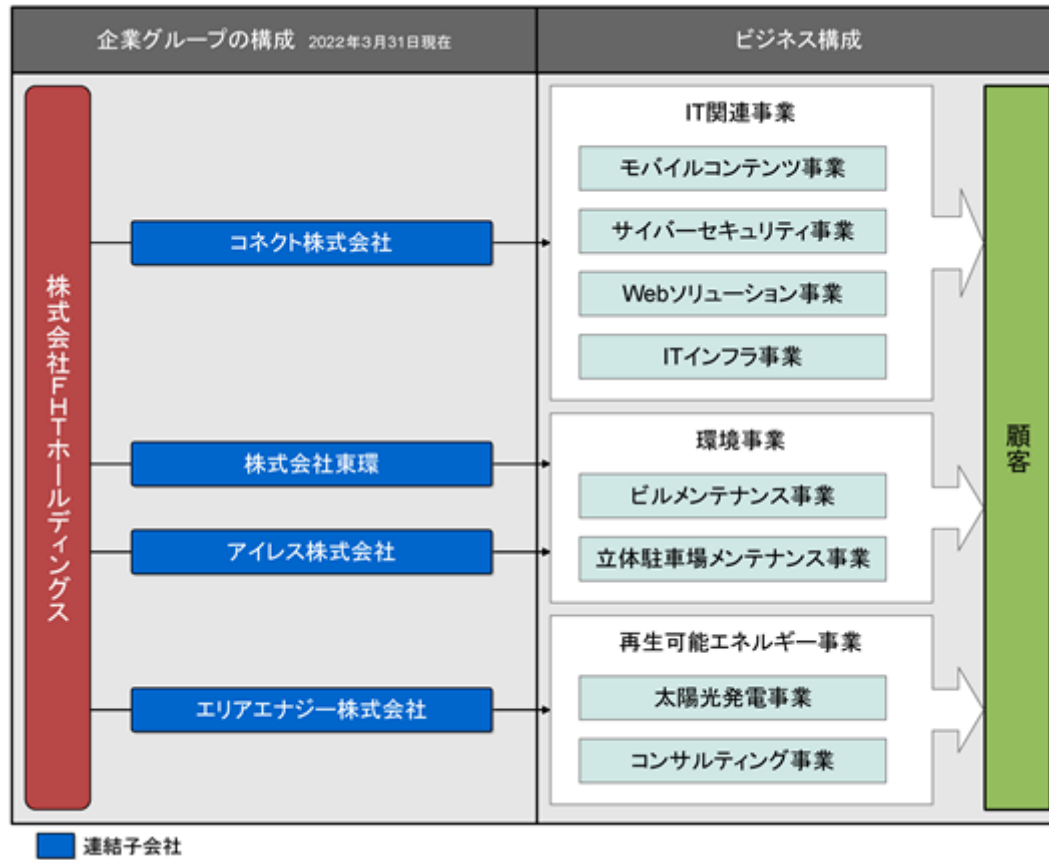 企業グループの構成 2022年3月31日現在
ビジネス構成
株式会社FHTホールディングス
コネクト株式会社
IT関連事業
モバイルコンテンツ事業
サイバーセキュリティ事業
Webソリューション事業
ITインフラ事業
株式会社東環
アイレス株式会社
環境事業
ビルメンテナンス事業
立体駐車場メンテナンス事業
エリアエナジー株式会社
再生可能エネルギー事業
太陽光発電事業
コンサルティング事業
顧客
連結子会社